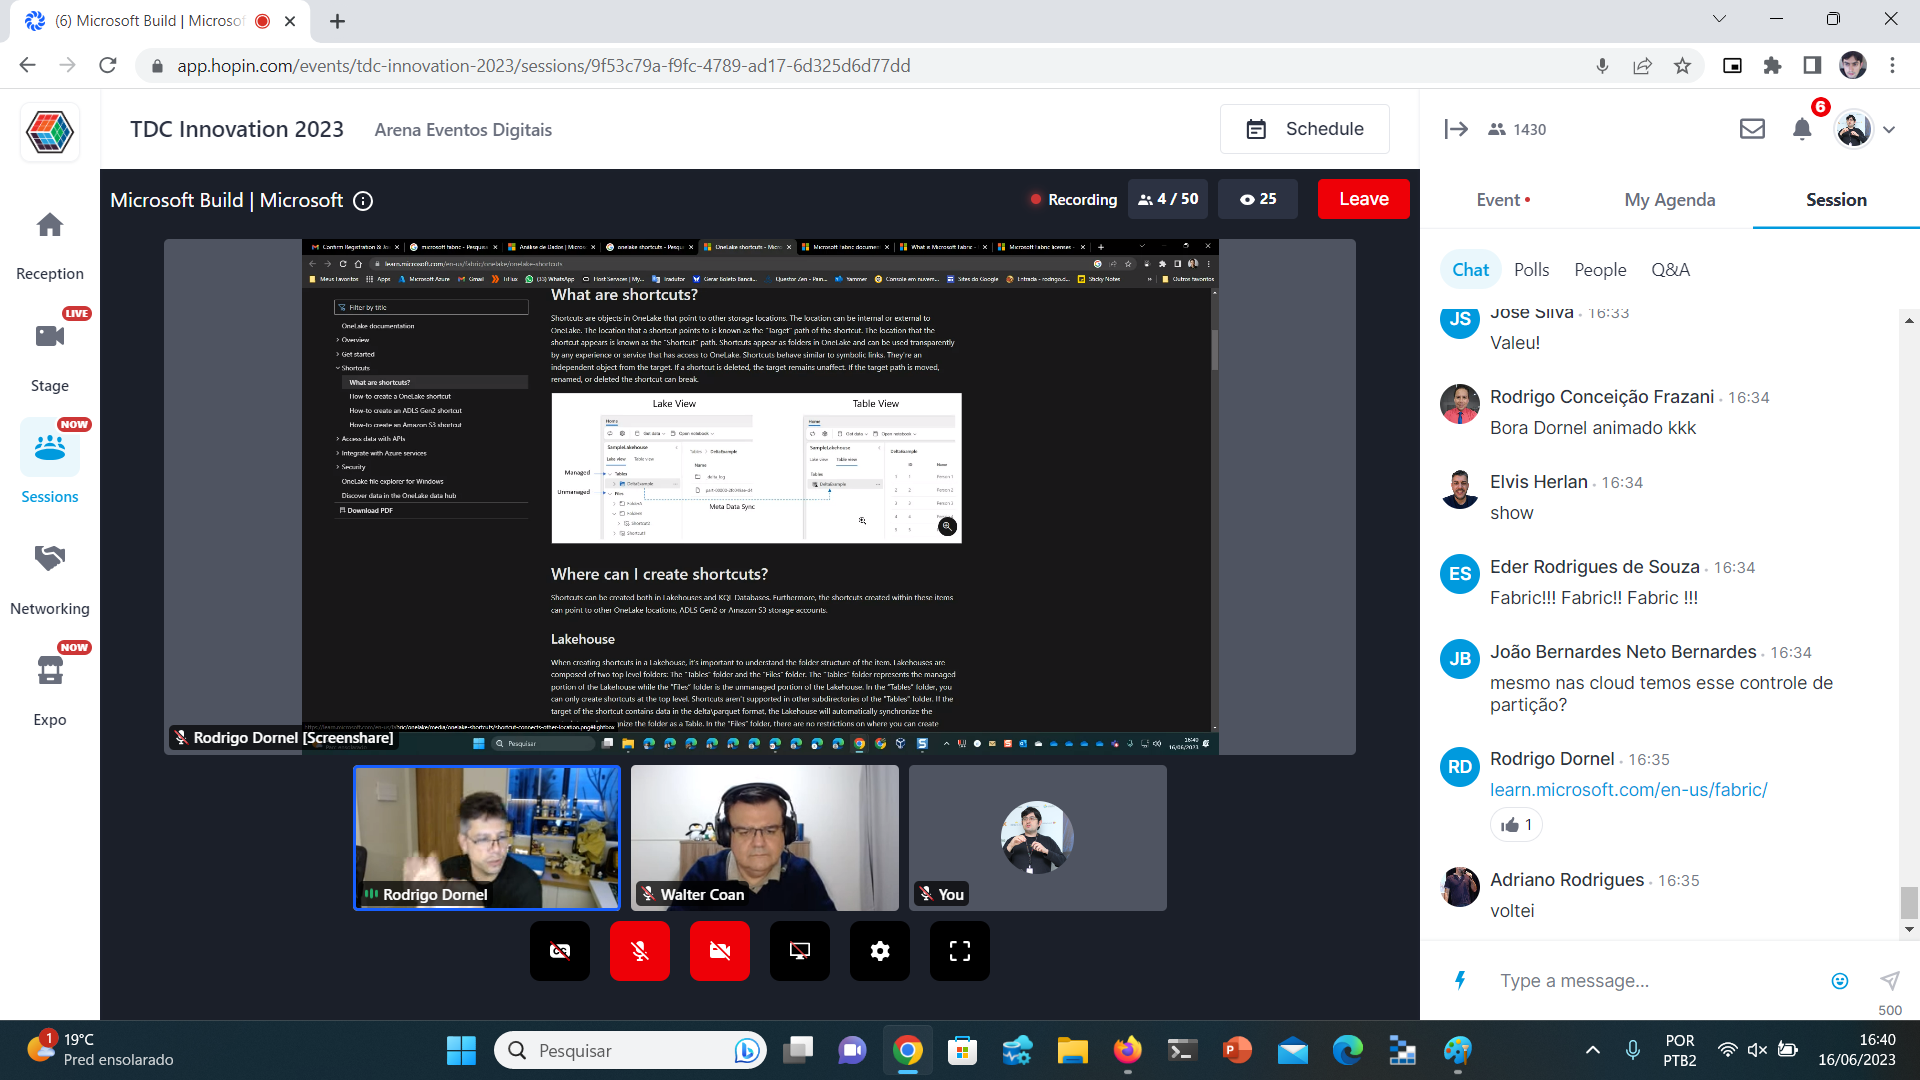 (6) Microsoft Build | Microsof
app.hopin.com/events/tdc-innovation-2023/sessions/9f53c79a-f9fc-4789-ad17-6d325d6d77dd
TDC Innovation 2023
Arena Eventos Digitais
Schedule
1430
6
Reception
LIVE
Stage
NOW
Sessions
Networking
NOW
Expo
Microsoft Build | Microsoft
Recording
4 / 50
25
Leave
Filter by title
OneLake documentation
Overview
Get started
Shortcuts
What are shortcuts?
How-to create a OneLake shortcut
How-to create an ADLS Gen2 shortcut
How-to create an Amazon S3 shortcut
Access data with APIs
Integrate with Azure services
Security
OneLake file explorer for Windows
Discover data in the OneLake data hub
Download PDF
What are shortcuts?
Shortcuts are objects in OneLake that point to other storage locations. The location can be internal or external to
OneLake. The location that a shortcut points to is known as the "Target" path of the shortcut. The location that the
shortcut appears is known as the "Shortcut" path. Shortcuts appear as folders in OneLake and can be used transparently
by any experience or service that has access to OneLake. Shortcuts behave similar to symbolic links. They're an
independent object from the target. If a shortcut is deleted, the target remains unaffect. If the target path is moved,
renamed, or deleted the shortcut can break.
Lake View
Table View
Managed
Unmanaged
Meta Data Sync
Where can I create shortcuts?
Shortcuts can be created both in Lakehouses and KQL Databases. Furthermore, the shortcuts created within these items
can point to other OneLake locations, ADLS Gen2 or Amazon S3 storage accounts.
Lakehouse
When creating shortcuts in a Lakehouse, it's important to understand the folder structure of the item. Lakehouses are
composed of two top level folders: The "Tables" folder and the "Files" folder. The "Tables" folder represents the managed
portion of the Lakehouse while the "Files" folder is the unmanaged portion of the Lakehouse. In the "Tables" folder, you
can only create shortcuts at the top level. Shortcuts aren't supported in other subdirectories of the "Tables" folder. If the
target of the shortcut contains data in the delta\parquet format, the Lakehouse will automatically synchronize the
nize the folder as a Table. In the "Files" folder, there are no restrictions on where you can create
Rodrigo Dornel [Screenshare]
Rodrigo Dornel
Walter Coan
You
Event
My Agenda
Session
Chat
Polls
People
Q&A
JS
José Silva 16:33
Valeu!
Rodrigo Conceição Frazani 16:34
Bora Dornel animado kkk
Elvis Herlan 16:34
show
ES
Eder Rodrigues de Souza 16:34
Fabric!!! Fabric!! Fabric !!!
JB
João Bernardes Neto Bernardes 16:34
mesmo nas cloud temos esse controle de
partição?
RD
Rodrigo Dornel 16:35
learn.microsoft.com/en-us/fabric/
1
Adriano Rodrigues 16:35
voltei
Type a message...
500
1
19°C
Pred ensolarado
Pesquisar
POR
PTB2
16:40
16/06/2023